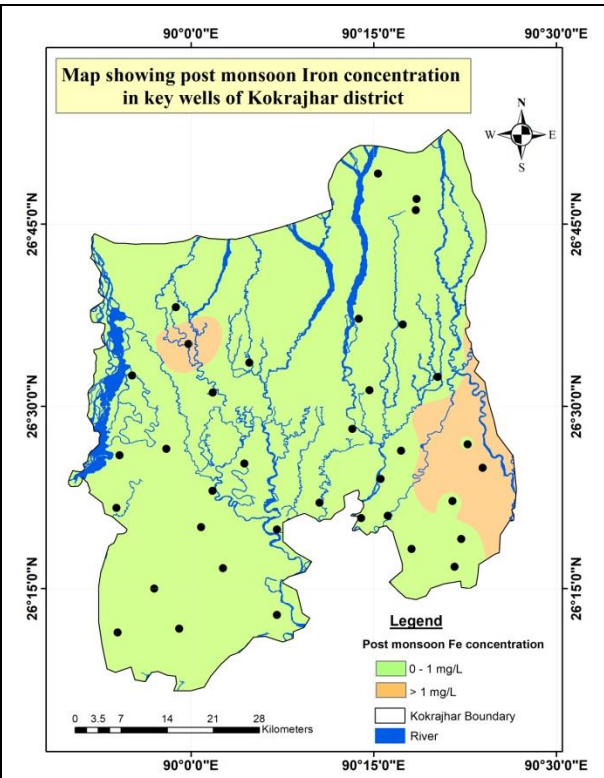 90°0'0"E 90°15'0"E 90°30'0"E
Map showing post monsoon Iron concentration
in key wells of Kokrajhar district
N
W E
S
26°45'0"N 26°45'0"N
26°30'0"N 26°30'0"N
26°15'0"N 26°15'0"N
Legend
Post monsoon Fe concentration
0 - 1 mg/L
> 1 mg/L
Kokrajhar Boundary
River
0 3.5 7 14 21 28
Kilometers
90°0'0"E 90°15'0"E 90°30'0"E